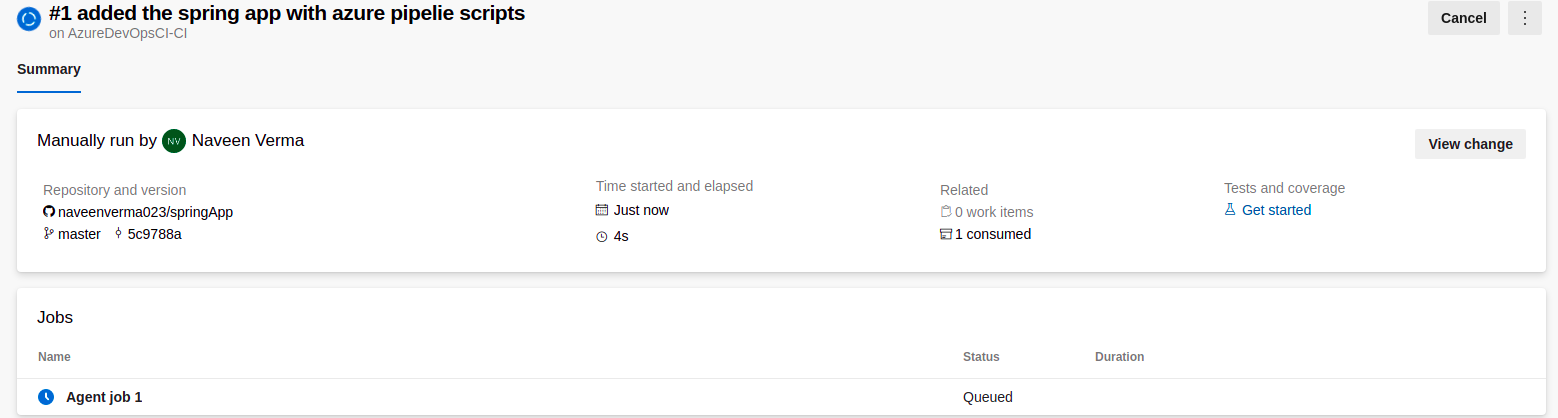 #1 added the spring app with azure pipelie scripts
on AzureDevOpsCI-CI
Cancel
Summary
Manually run by NV Naveen Verma
View change
Repository and version
naveenverma023/springApp
master 5c9788a
Time started and elapsed
Just now
4s
Related
0 work items
1 consumed
Tests and coverage
Get started
Jobs
Name Status Duration
Agent job 1 Queued